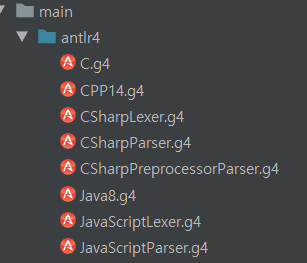 main
antlr4
C.g4
CPP14.g4
CSharpLexer.g4
CSharpParser.g4
CSharpPreprocessorParser.g4
Java8.g4
JavaScriptLexer.g4
JavaScriptParser.g4